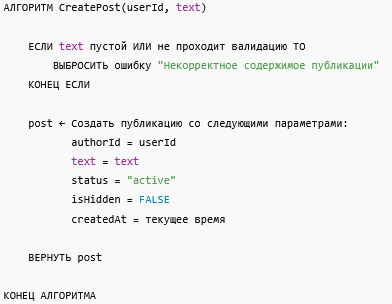 АЛГОРИТМ CreatePost(userId, text)
ЕСЛИ text пустой ИЛИ не проходит валидацию ТО
ВЫБРОСИТЬ ошибку "Некорректное содержимое публикации"
КОНЕЦ ЕСЛИ
post ← Создать публикацию со следующими параметрами:
authorId = userId
text = text
status = "active"
isHidden = FALSE
createdAt = текущее время
ВЕРНУТЬ post
КОНЕЦ АЛГОРИТМА